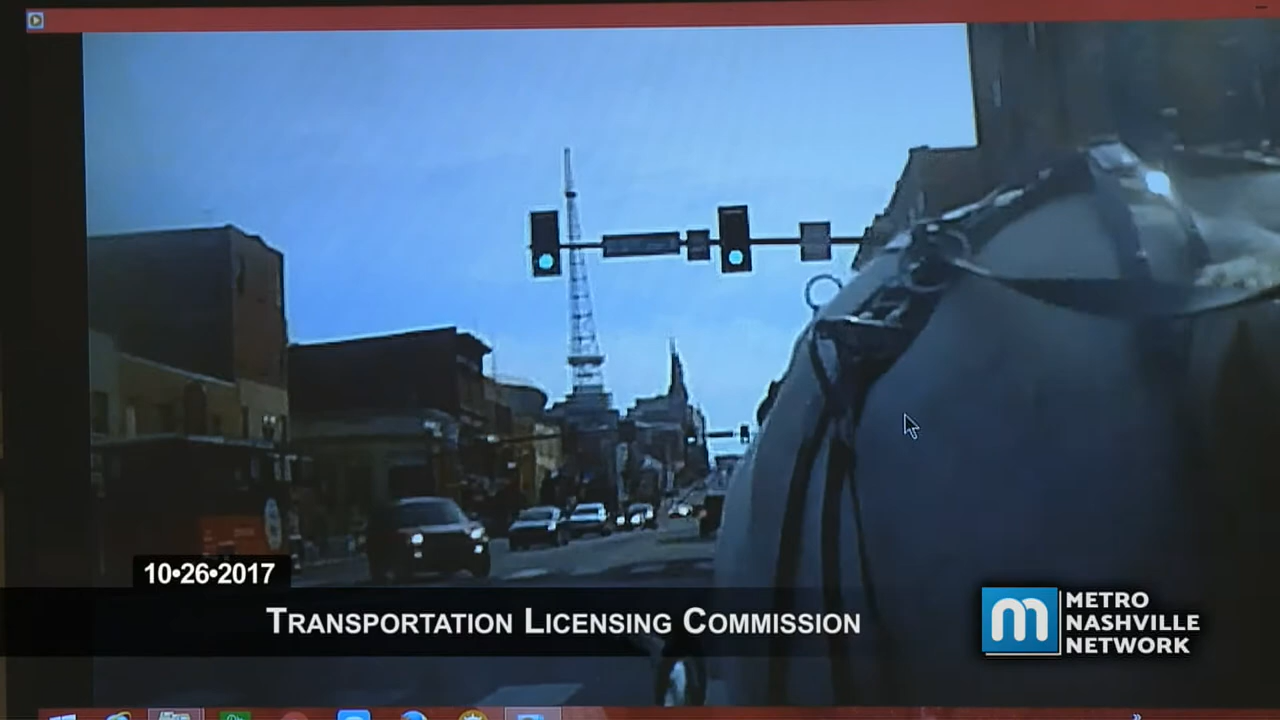 10•26•2017
TRANSPORTATION LICENSING COMMISSION
m
METRO
NASHVILLE
NETWORK